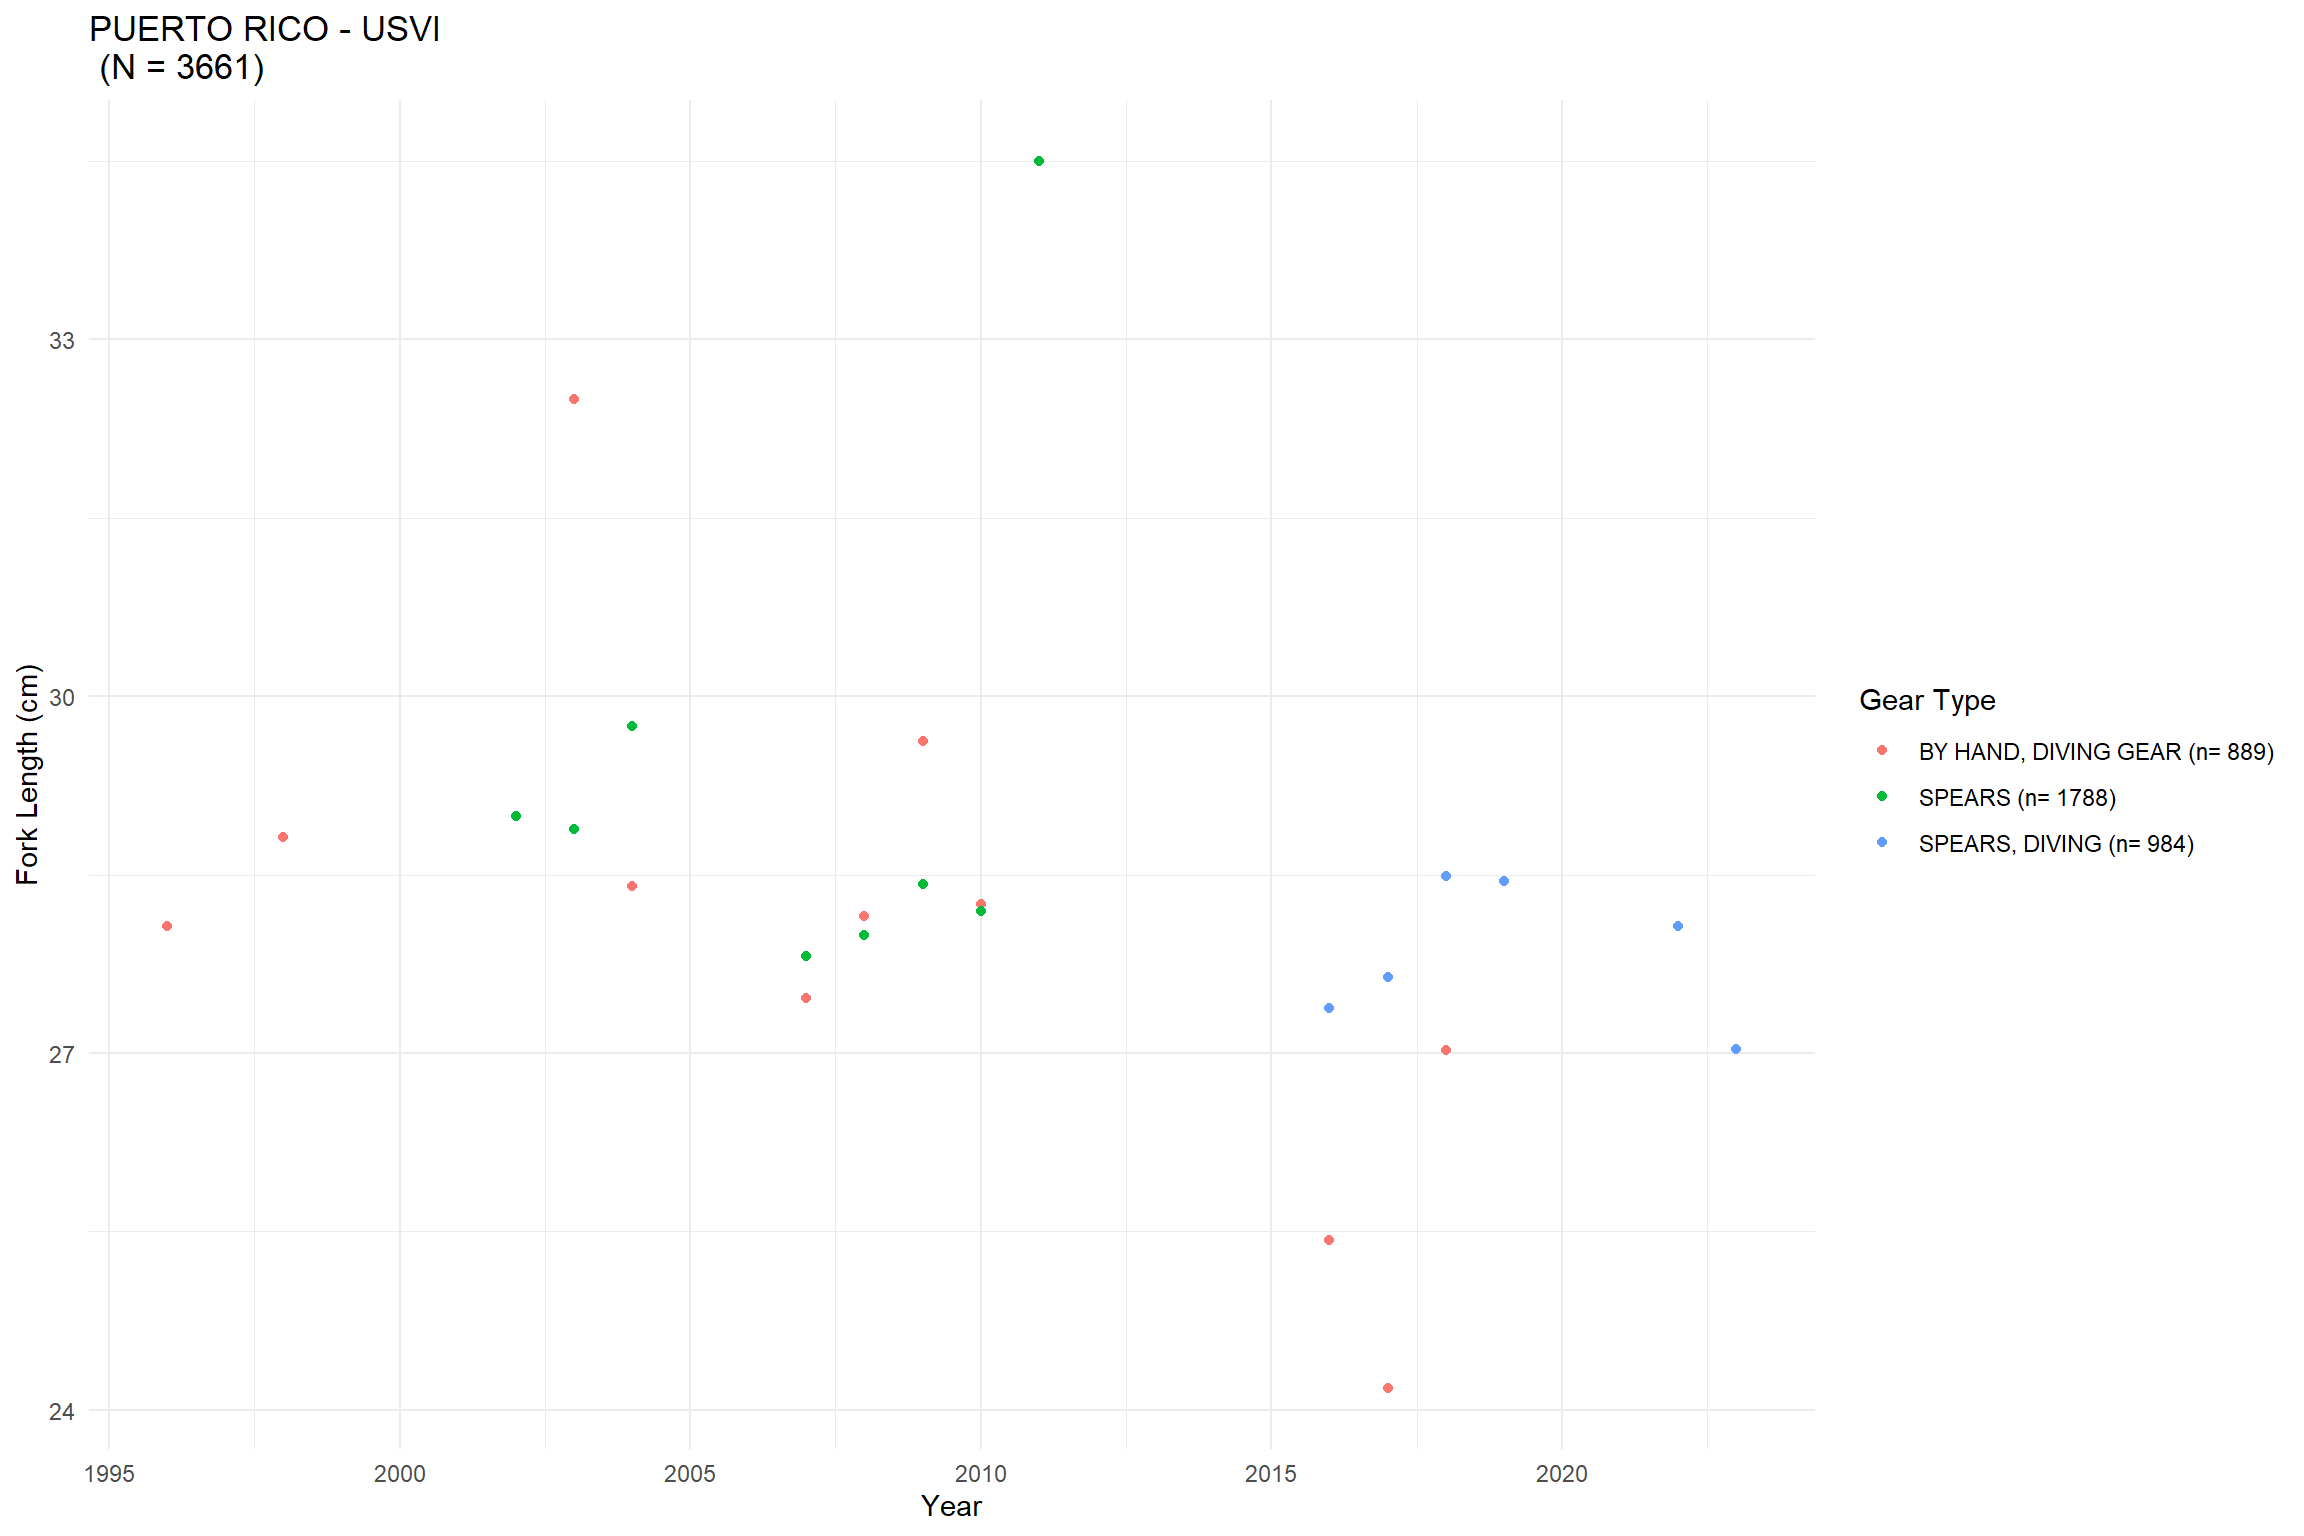 PUERTO RICO - USVI
(N = 3661)
33
30
27
24
Fork Length (cm)
1995 2000 2005 2010 2015 2020
Year
Gear Type
BY HAND, DIVING GEAR (n= 889)
SPEARS (n= 1788)
SPEARS, DIVING (n= 984)